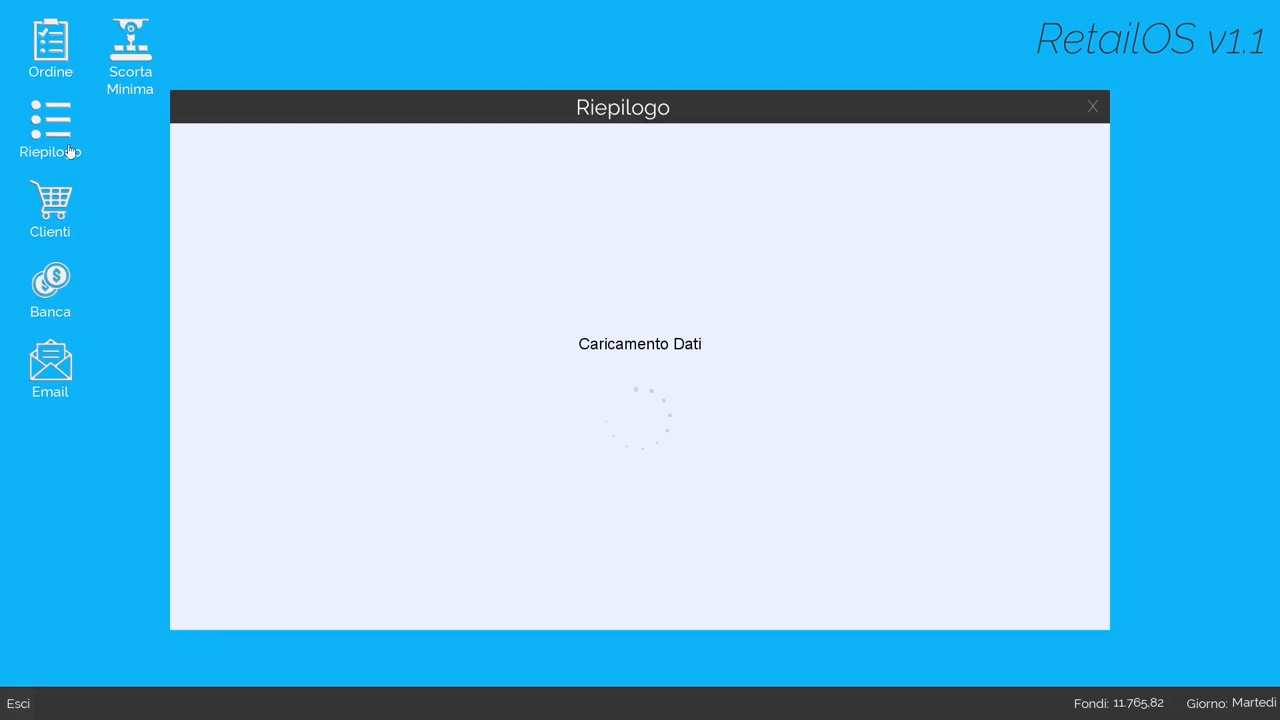 RetailOS v1.1
Ordine
Scorta
Minima
Riepilogo
Clienti
Banca
Email
Riepilogo
X
Caricamento Dati
Esci
Fondi: 11.765,82
Giorno: Martedì